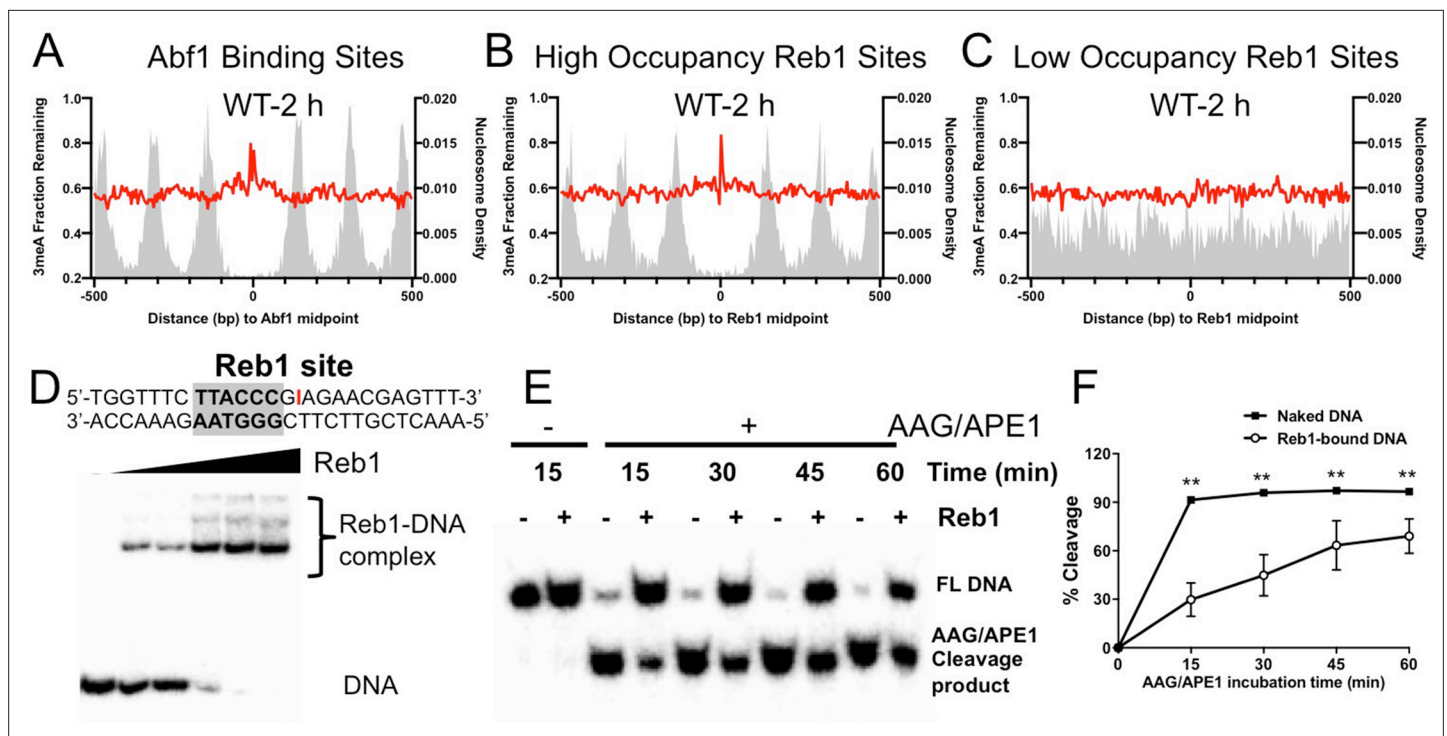 A
Abf1 Binding Sites
WT-2 h
3meA Fraction Remaining
1.0
0.8
0.6
0.4
0.2
0.020
0.015
0.010
0.005
0.000
Nucleosome Density
-500
0
500
Distance (bp) to Abf1 midpoint
B
High Occupancy Reb1 Sites
WT-2 h
3meA Fraction Remaining
1.0
0.8
0.6
0.4
0.2
0.020
0.015
0.010
0.005
0.000
Nucleosome Density
-500
0
500
Distance (bp) to Reb1 midpoint
C
Low Occupancy Reb1 Sites
WT-2 h
3meA Fraction Remaining
1.0
0.8
0.6
0.4
0.2
0.020
0.015
0.010
0.005
0.000
Nucleosome Density
-500
0
500
Distance (bp) to Reb1 midpoint
D
Reb1 site
5'-TGGTTTC TTACCCGIAGAACGAGTTT-3'
3'-ACCAAAGAATGGGCTTCTTGCTCAAA-5'
Reb1
Reb1-DNA
complex
DNA
E
- + AAG/APE1
15 15 30 45 60 Time (min)
- + - + - + - + - + Reb1
FL DNA
AAG/APE1
Cleavage
product
F
Naked DNA
Reb1-bound DNA
% Cleavage
120
90
60
30
0
** ** ** **
0 15 30 45 60
AAG/APE1 incubation time (min)